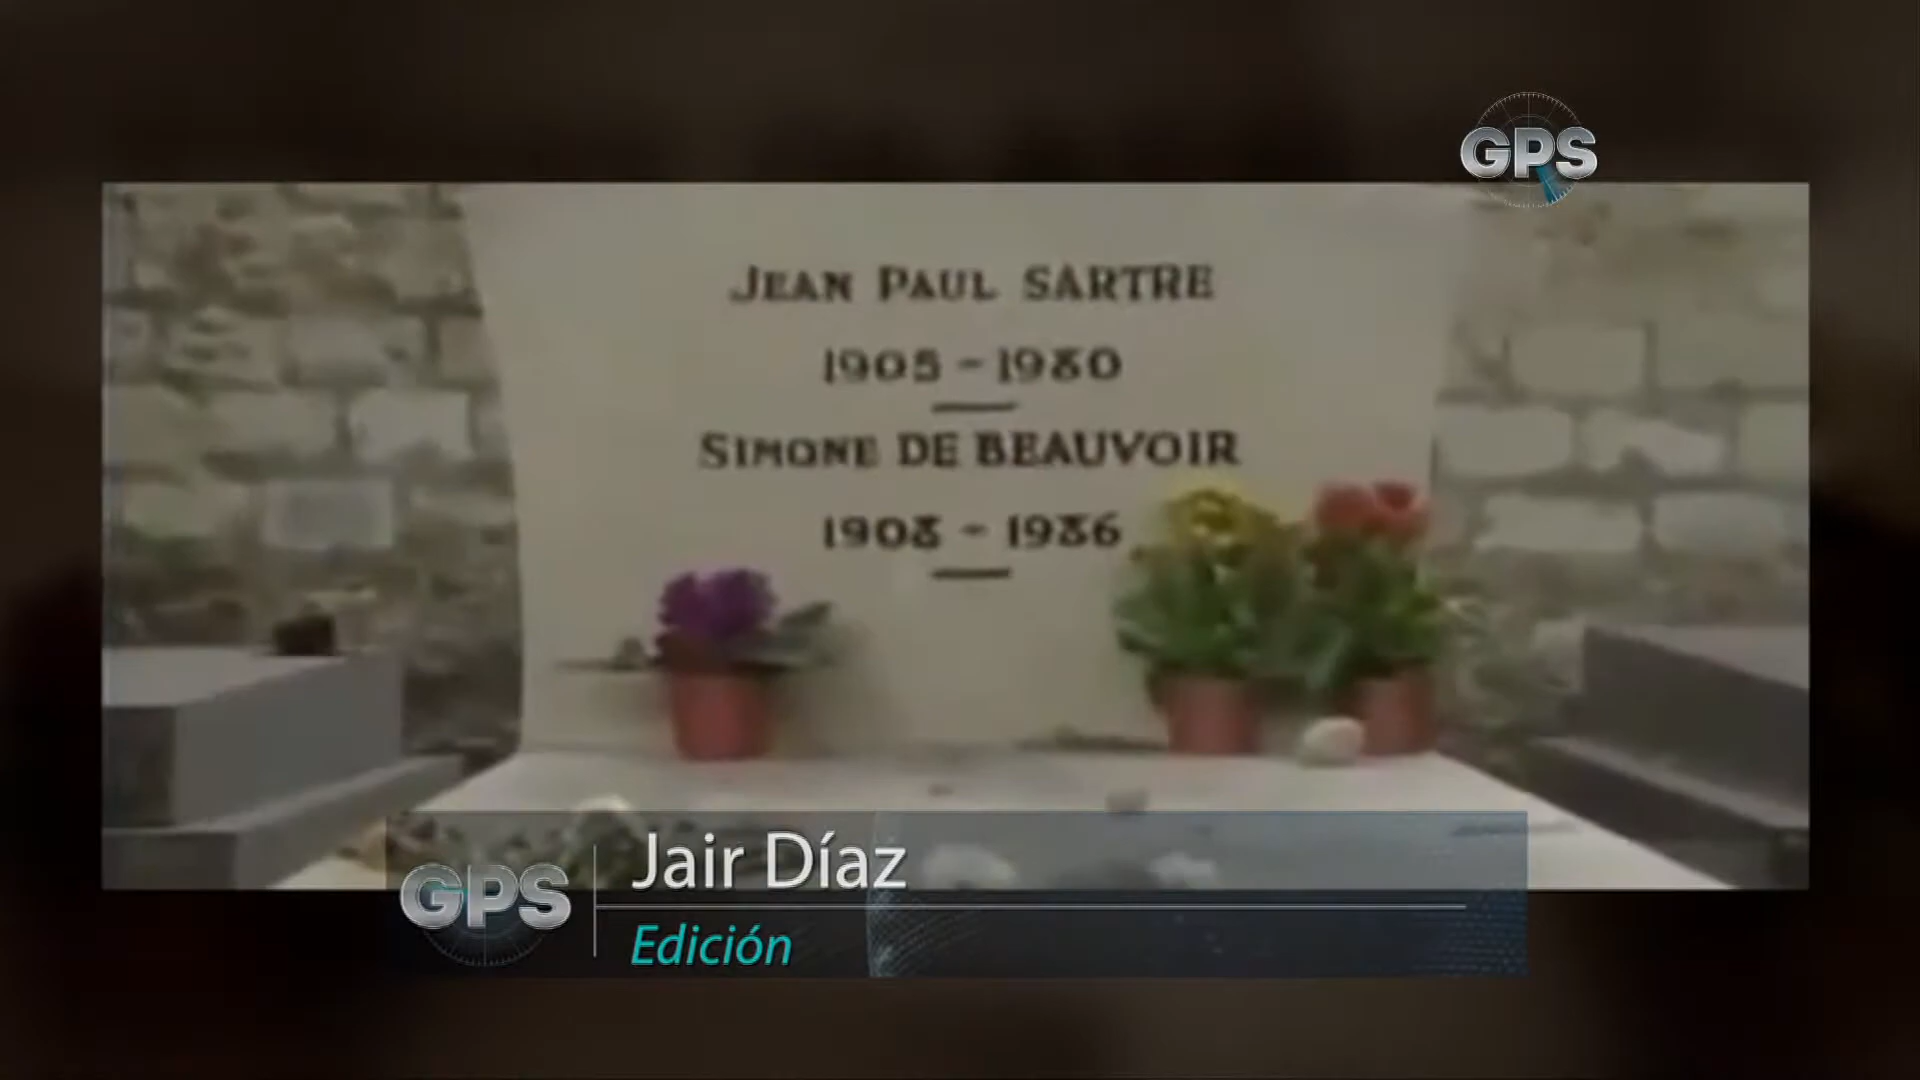 GPS
JEAN PAUL SARTRE
1905 - 1980
SIMONE DE BEAUVOIR
1908 - 1986
GPS
Jair Díaz
Edición